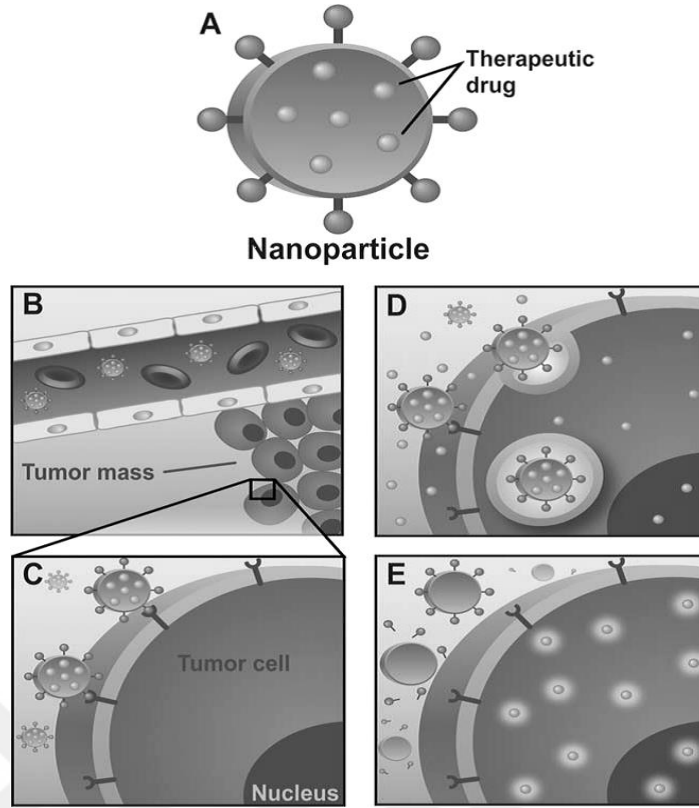 A
Therapeutic
drug
Nanoparticle
B
Tumor mass
D
C
Tumor cell
Nucleus
E